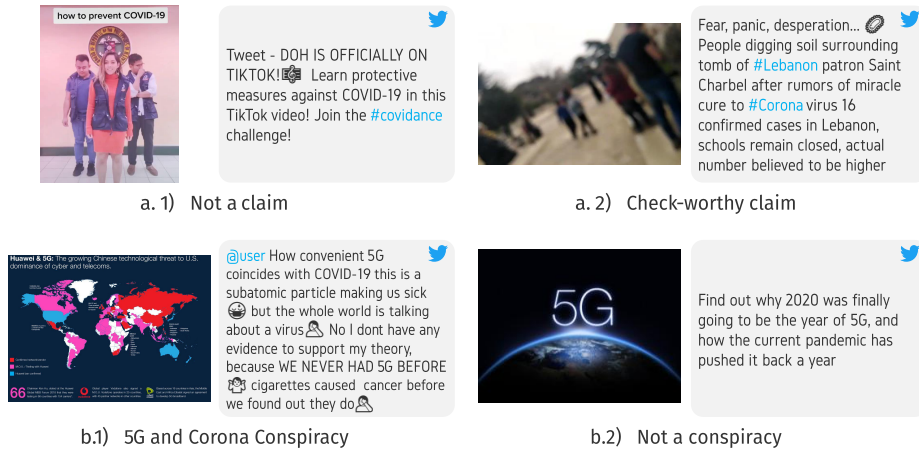 how to prevent COVID-19
Tweet - DOH IS OFFICIALLY ON
TIKTOK! Learn protective
measures against COVID-19 in this
TikTok video! Join the #covidance
challenge!
a. 1) Not a claim
Fear, panic, desperation...
People digging soil surrounding
tomb of #Lebanon patron Saint
Charbel after rumors of miracle
cure to #Corona virus 16
confirmed cases in Lebanon,
schools remain closed, actual
number believed to be higher
a. 2) Check-worthy claim
Huawei & 5G: The growing Chinese technological threat to U.S.
dominance of cyber and telecoms.
66
@user How convenient 5G
coincides with COVID-19 this is a
subatomic particle making us sick
but the whole world is talking
about a virus No I dont have any
evidence to support my theory,
because WE NEVER HAD 5G BEFORE
cigarettes caused cancer before
we found out they do
b.1) 5G and Corona Conspiracy
5G
Find out why 2020 was finally
going to be the year of 5G, and
how the current pandemic has
pushed it back a year
b.2) Not a conspiracy